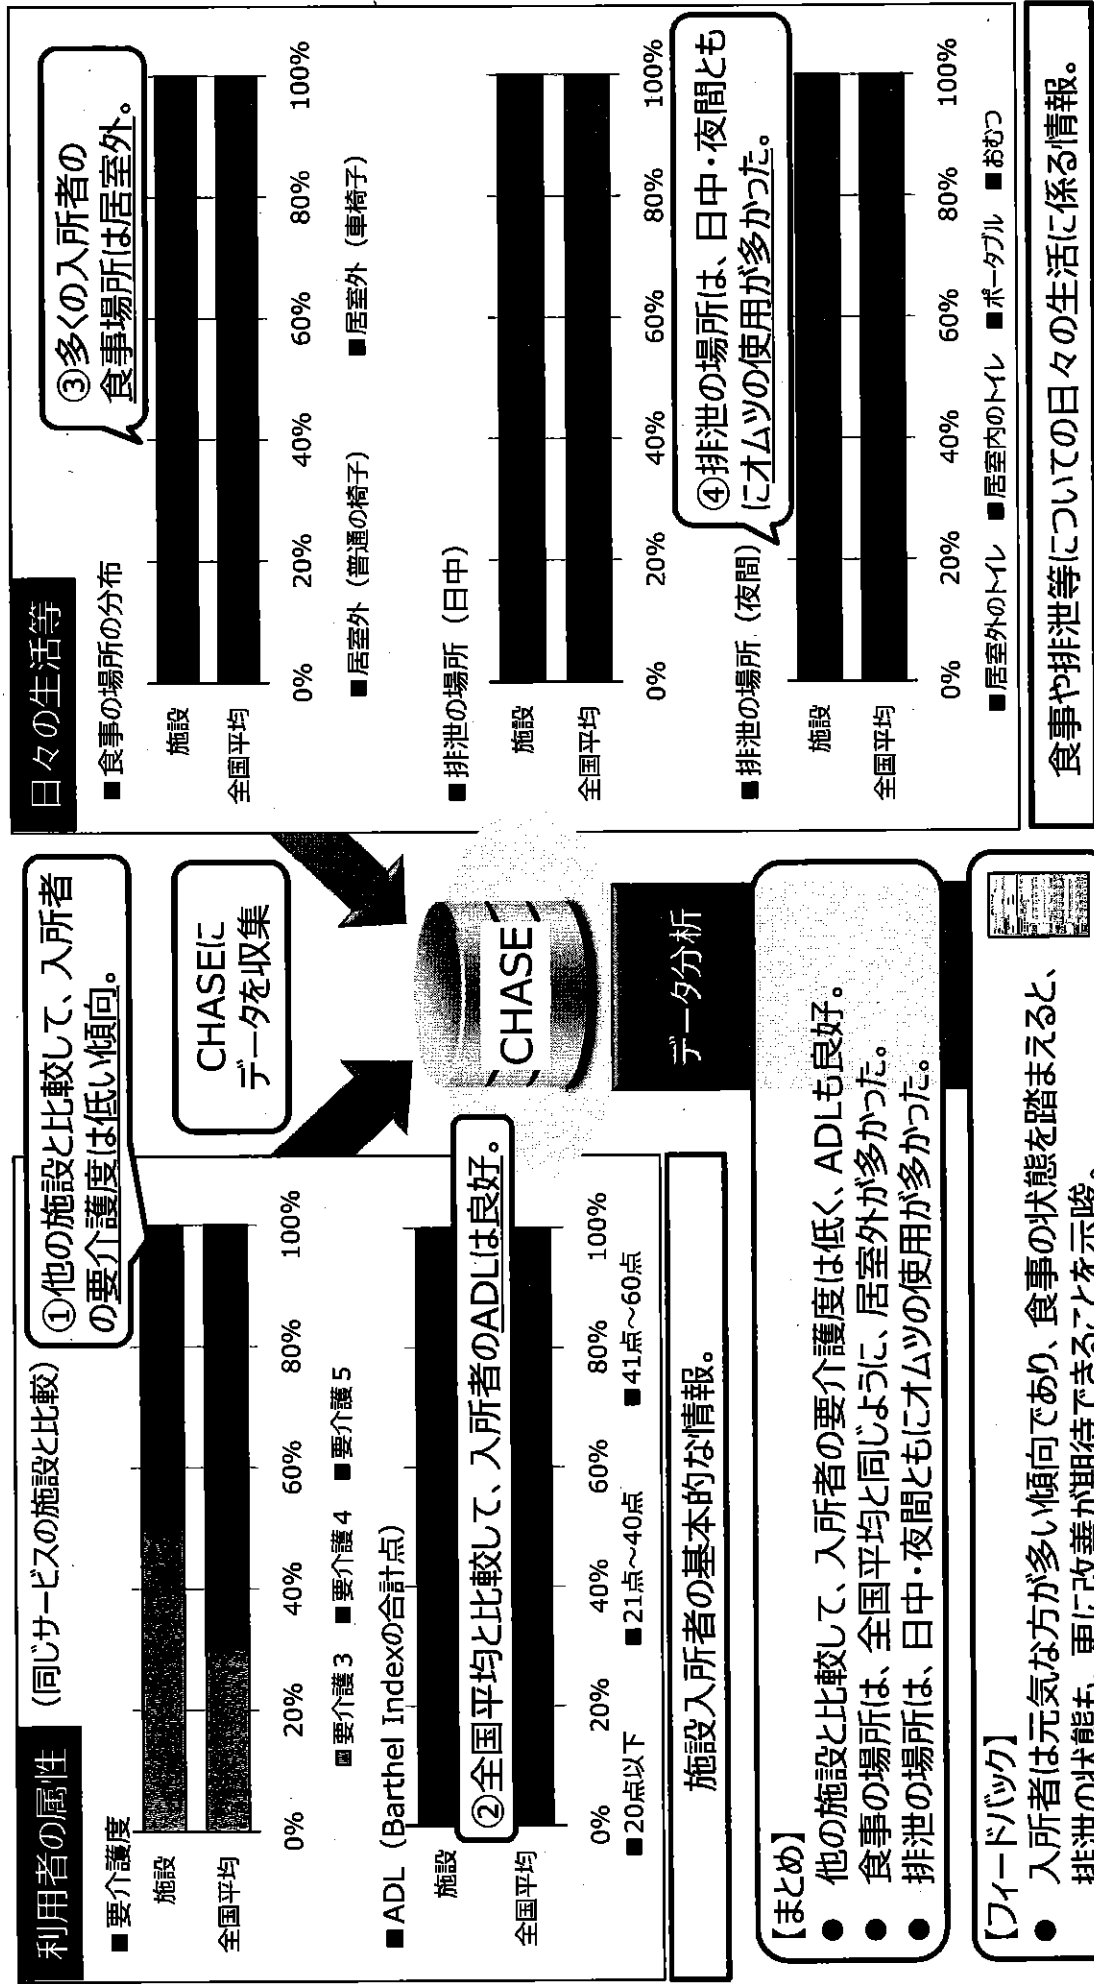 利用者の属性
(同じサービスの施設と比較)
■要介護度
施設
全国平均
0% 20% 40% 60% 80% 100%
■要介護3 ■要介護4 ■要介護5
①他の施設と比較して、入所者
の要介護度は低い傾向。
■ADL(Barthel Indexの合計点)
施設
全国平均
②全国平均と比較して、入所者のADLは良好。
0% 20% 40% 60% 80% 100%
■20点以下 ■21点～40点 ■41点～60点
施設入所者の基本的な情報。
CHASEに
データを収集
CHASE
データ分析
日々の生活等
■食事の場所の分布
施設
全国平均
0% 20% 40% 60% 80% 100%
■居室外(普通の椅子) ■居室外(車椅子)
③多くの入所者の
食事場所は居室外。
■排泄の場所(日中)
施設
全国平均
0% 20% 40% 60% 80% 100%
④排泄の場所は、日中・夜間とも
にオムツの使用が多かった。
■排泄の場所(夜間)
施設
全国平均
0% 20% 40% 60% 80% 100%
■居室外のトイレ ■居室内のトイレ ■ポータブル ■おむつ
食事や排泄等についての日々の生活に係る情報。
【まとめ】
● 他の施設と比較して、入所者の要介護度は低く、ADLも良好。
● 食事の場所は、全国平均と同じように、居室外が多かった。
● 排泄の場所は、日中・夜間ともにオムツの使用が多かった。
【フィードバック】
● 入所者は元気な方が多い傾向であり、食事の状態を踏まえると、
排泄の状態も、更に改善が期待できることを示唆。